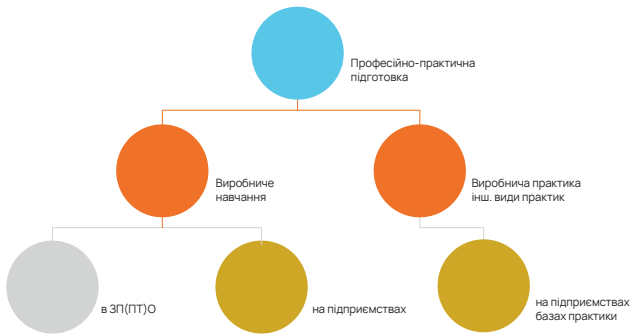 Професійно-практична
підготовка
Виробниче
навчання
Виробнича практика
інш. види практик
в ЗП(ПТ)О
на підприємствах
на підприємствах
базах практики